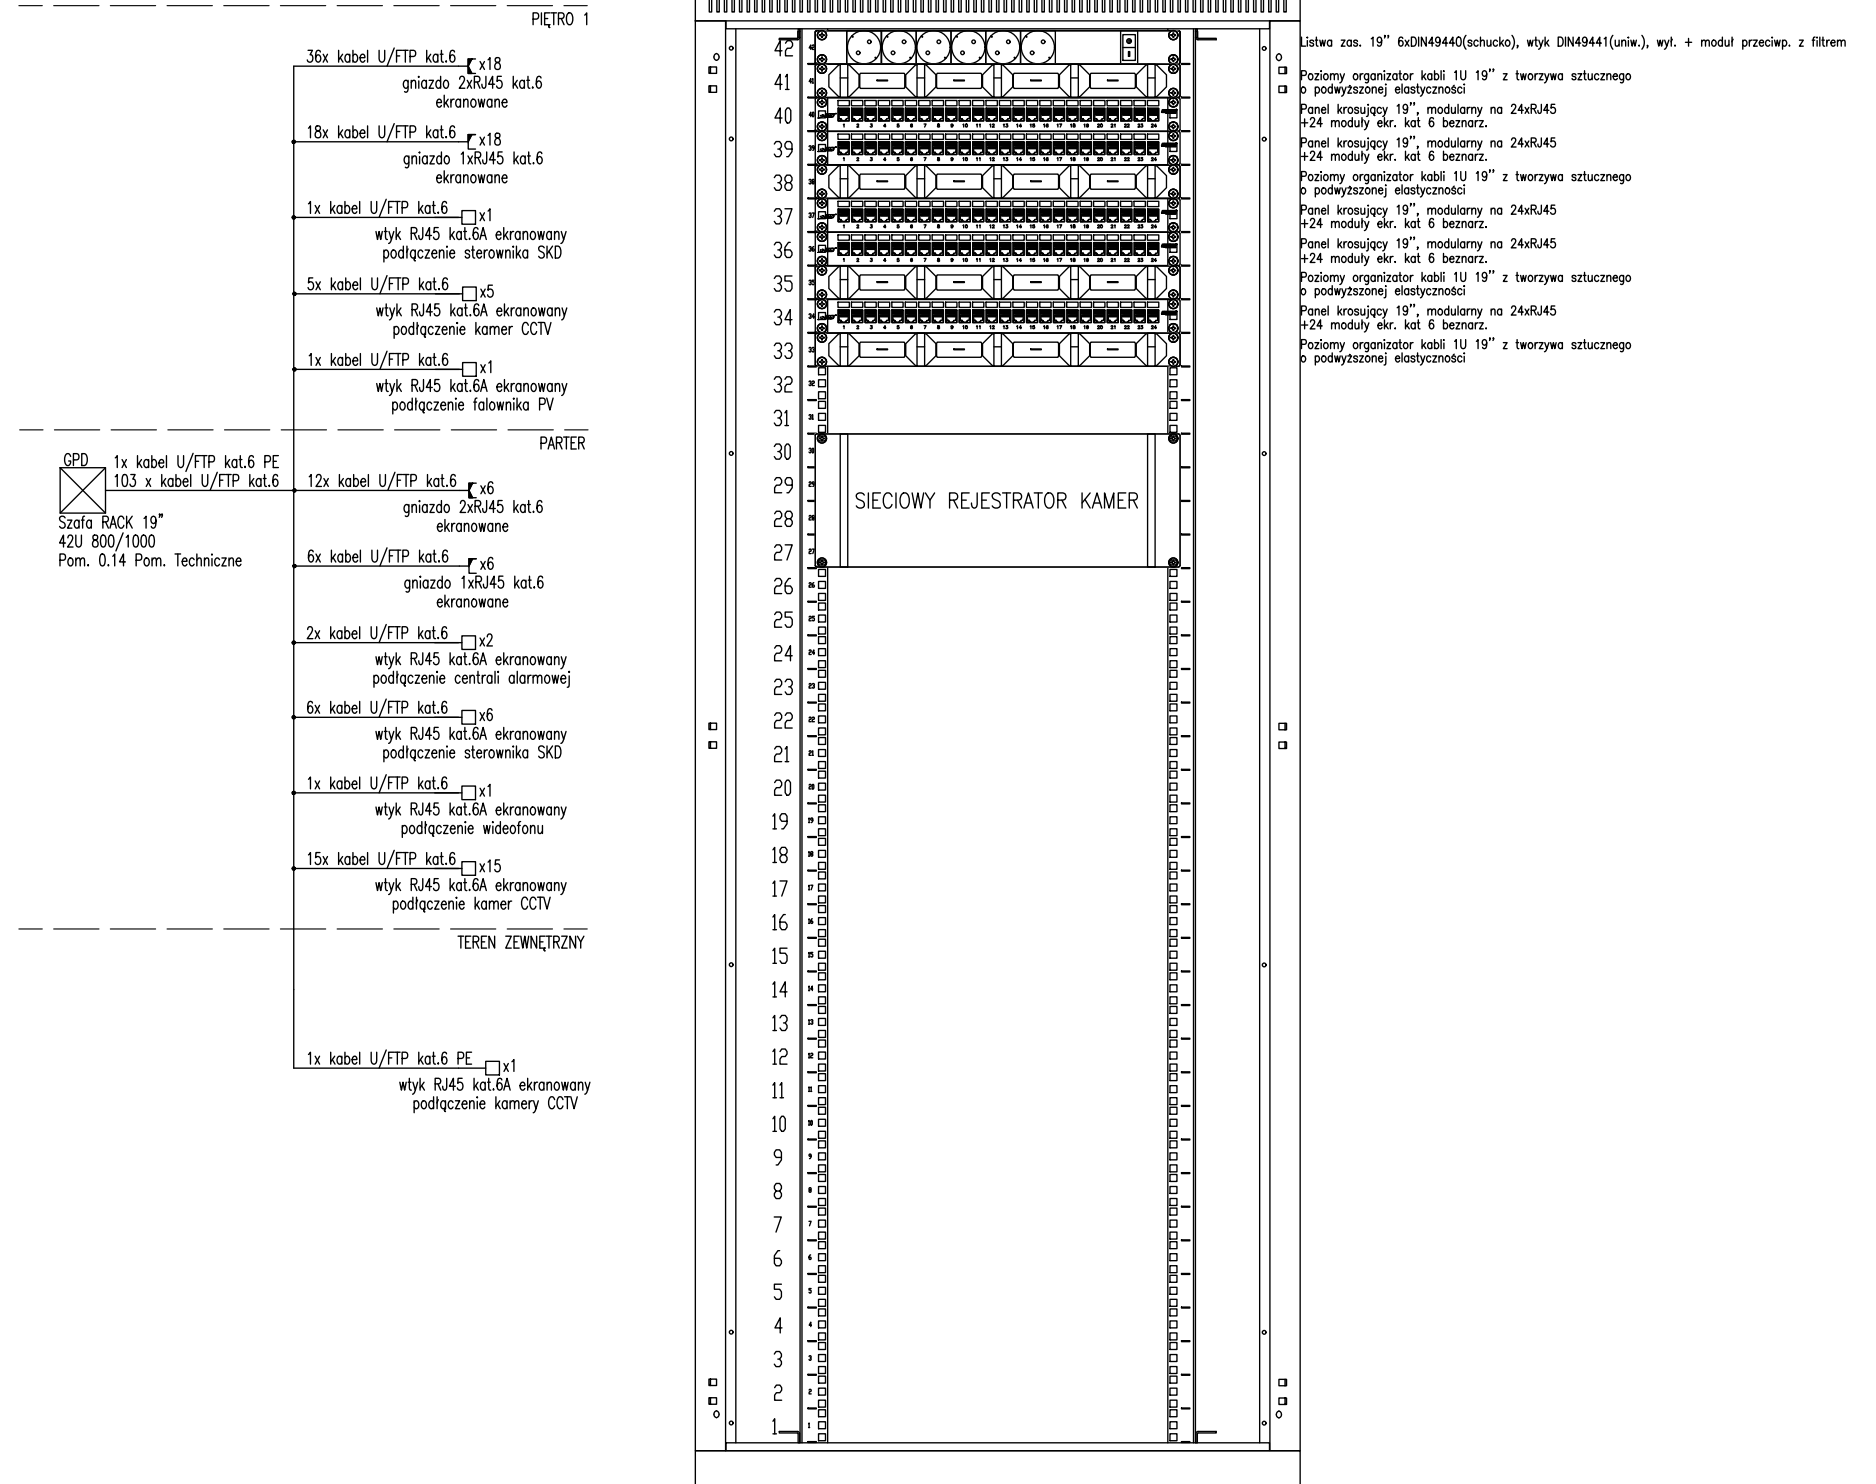 PIĘTRO 1
36x kabel U/FTP kat.6
x18
gniazdo 2xRJ45 kat.6
ekranowane
18x kabel U/FTP kat.6
x18
gniazdo 1xRJ45 kat.6
ekranowane
1x kabel U/FTP kat.6
x1
wtyk RJ45 kat.6A ekranowany
podłączenie sterownika SKD
5x kabel U/FTP kat.6
x5
wtyk RJ45 kat.6A ekranowany
podłączenie kamer CCTV
1x kabel U/FTP kat.6
x1
wtyk RJ45 kat.6A ekranowany
podłączenie falownika PV
PARTER
GPD
1x kabel U/FTP kat.6 PE
103 x kabel U/FTP kat.6
Szafa RACK 19”
42U 800/1000
Pom. 0.14 Pom. Techniczne
12x kabel U/FTP kat.6
x6
gniazdo 2xRJ45 kat.6
ekranowane
6x kabel U/FTP kat.6
x6
gniazdo 1xRJ45 kat.6
ekranowane
2x kabel U/FTP kat.6
x2
wtyk RJ45 kat.6A ekranowany
podłączenie centrali alarmowej
6x kabel U/FTP kat.6
x6
wtyk RJ45 kat.6A ekranowany
podłączenie sterownika SKD
1x kabel U/FTP kat.6
x1
wtyk RJ45 kat.6A ekranowany
podłączenie wideofonu
15x kabel U/FTP kat.6
x15
wtyk RJ45 kat.6A ekranowany
podłączenie kamer CCTV
TEREN ZEWNĘTRZNY
1x kabel U/FTP kat.6 PE
x1
wtyk RJ45 kat.6A ekranowany
podłączenie kamery CCTV
42
41
40
39
38
37
36
35
34
33
32
31
30
29
28
27
26
25
24
23
22
21
20
19
18
17
16
15
14
13
12
11
10
9
8
7
6
5
4
3
2
1
SIECIOWY REJESTRATOR KAMER
Listwa zas. 19” 6xDIN49440(schucko), wtyk DIN49441(uniw.), wył. + moduł przeciwp. z filtrem
Poziomy organizator kabli 1U 19” z tworzywa sztucznego
o podwyższonej elastyczności
Panel krosujący 19”, modularny na 24xRJ45
+24 moduły ekr. kat 6 beznarz.
Panel krosujący 19”, modularny na 24xRJ45
+24 moduły ekr. kat 6 beznarz.
Poziomy organizator kabli 1U 19” z tworzywa sztucznego
o podwyższonej elastyczności
Panel krosujący 19”, modularny na 24xRJ45
+24 moduły ekr. kat 6 beznarz.
Panel krosujący 19”, modularny na 24xRJ45
+24 moduły ekr. kat 6 beznarz.
Poziomy organizator kabli 1U 19” z tworzywa sztucznego
o podwyższonej elastyczności
Panel krosujący 19”, modularny na 24xRJ45
+24 moduły ekr. kat 6 beznarz.
Poziomy organizator kabli 1U 19” z tworzywa sztucznego
o podwyższonej elastyczności